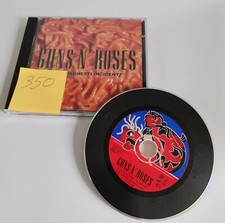 GUNS N' ROSES
SPAGHETTI INCIDENT?
350
GUNS N' ROSES